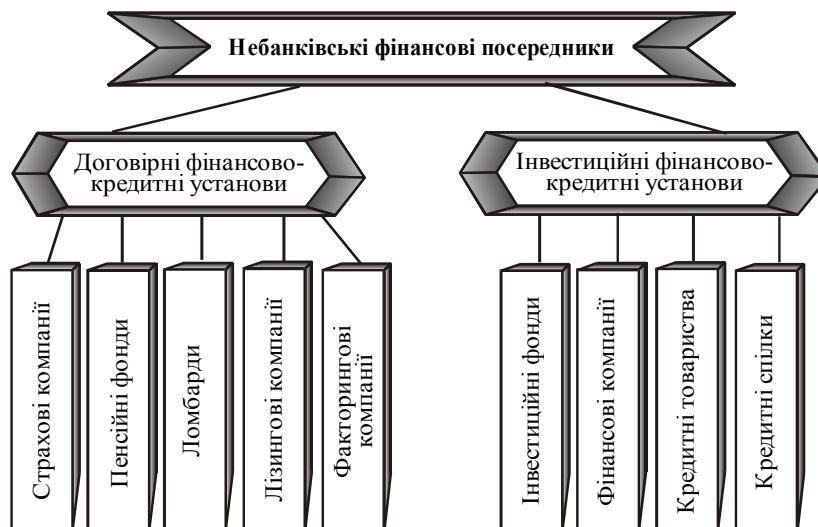 Небанківські фінансові посередники
Договірні фінансово-
кредитні установи
Інвестиційні фінансово-
кредитні установи
Страхові компанії
Пенсійні фонди
Ломбарди
Лізингові компанії
Факторингові
компанії
Інвестиційні фонди
Фінансові компанії
Кредитні товариства
Кредитні спілки